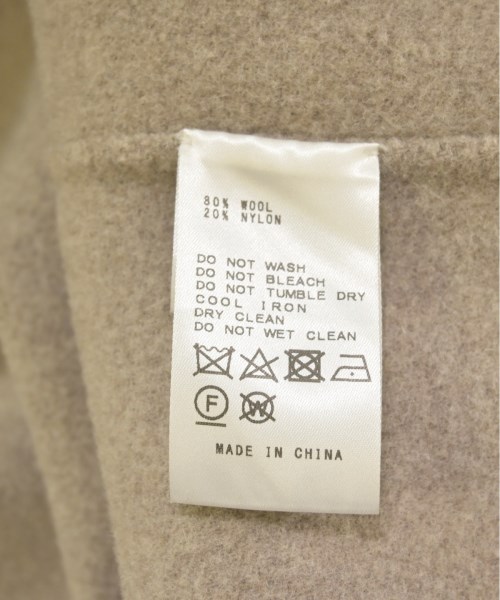 80% WOOL
20% NYLON
DO NOT WASH
DO NOT BLEACH
DO NOT TUMBLE DRY
COOL IRON
DRY CLEAN
DO NOT WET CLEAN
F W
MADE IN CHINA